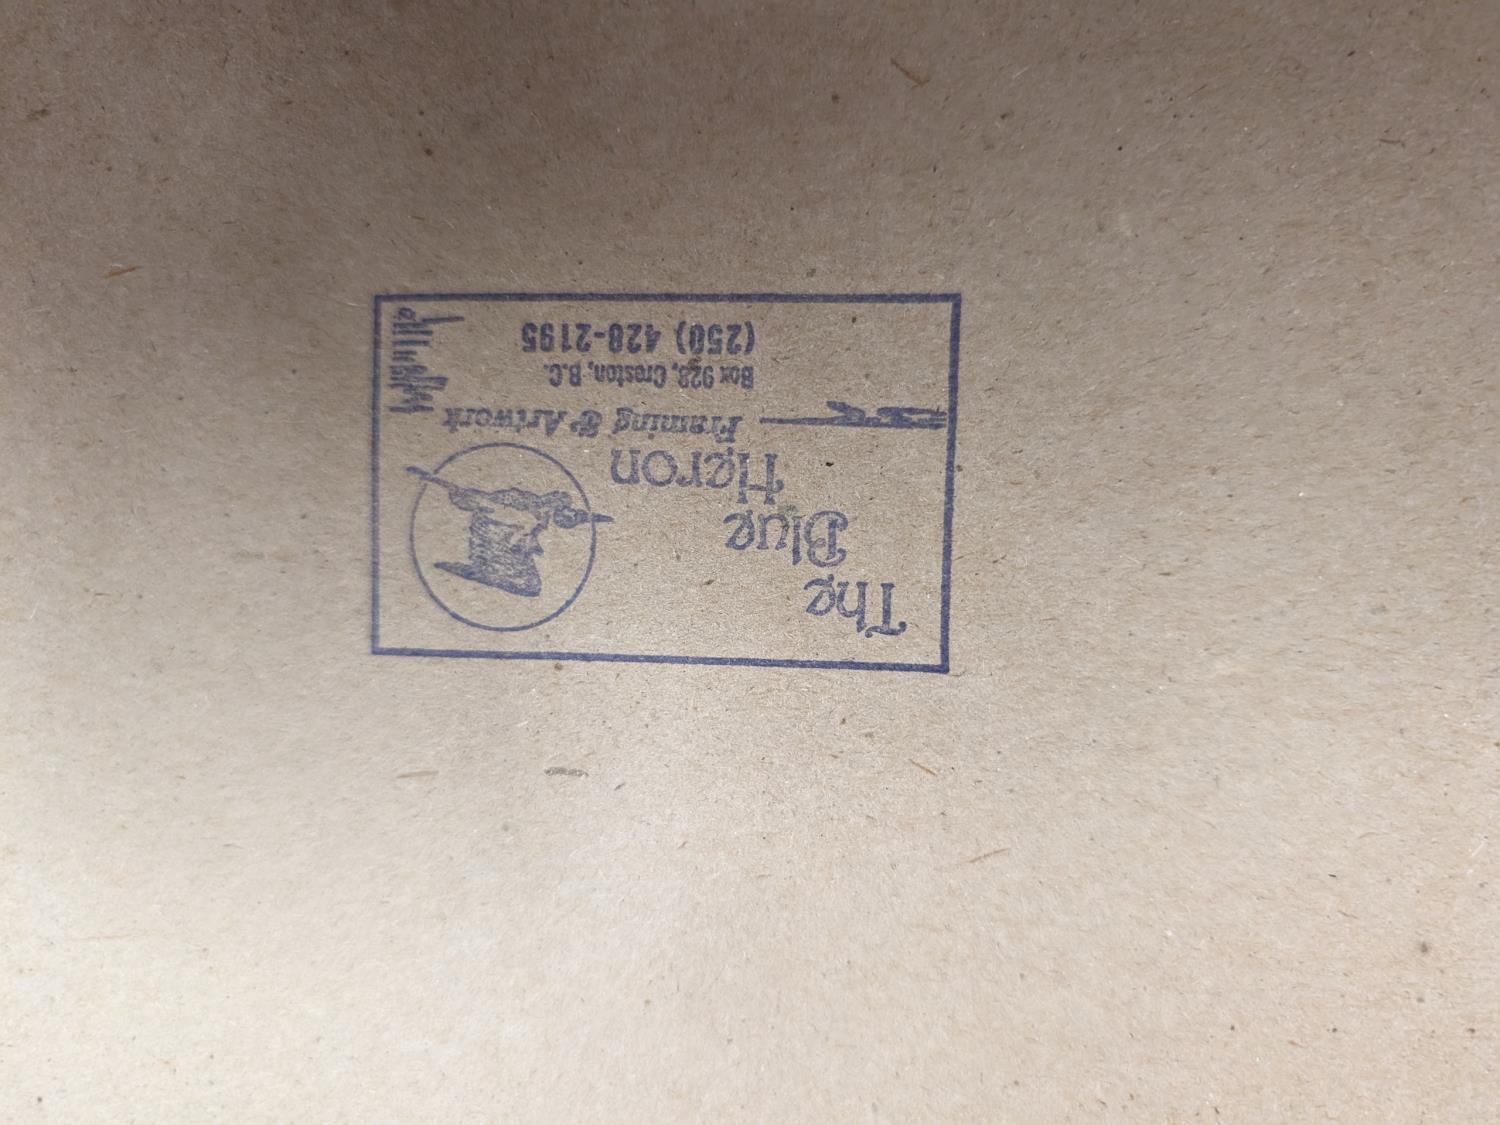 The
Blue
Heron
Framing & Artwork
Box 928, Creston, B.C.
(250) 428-2195